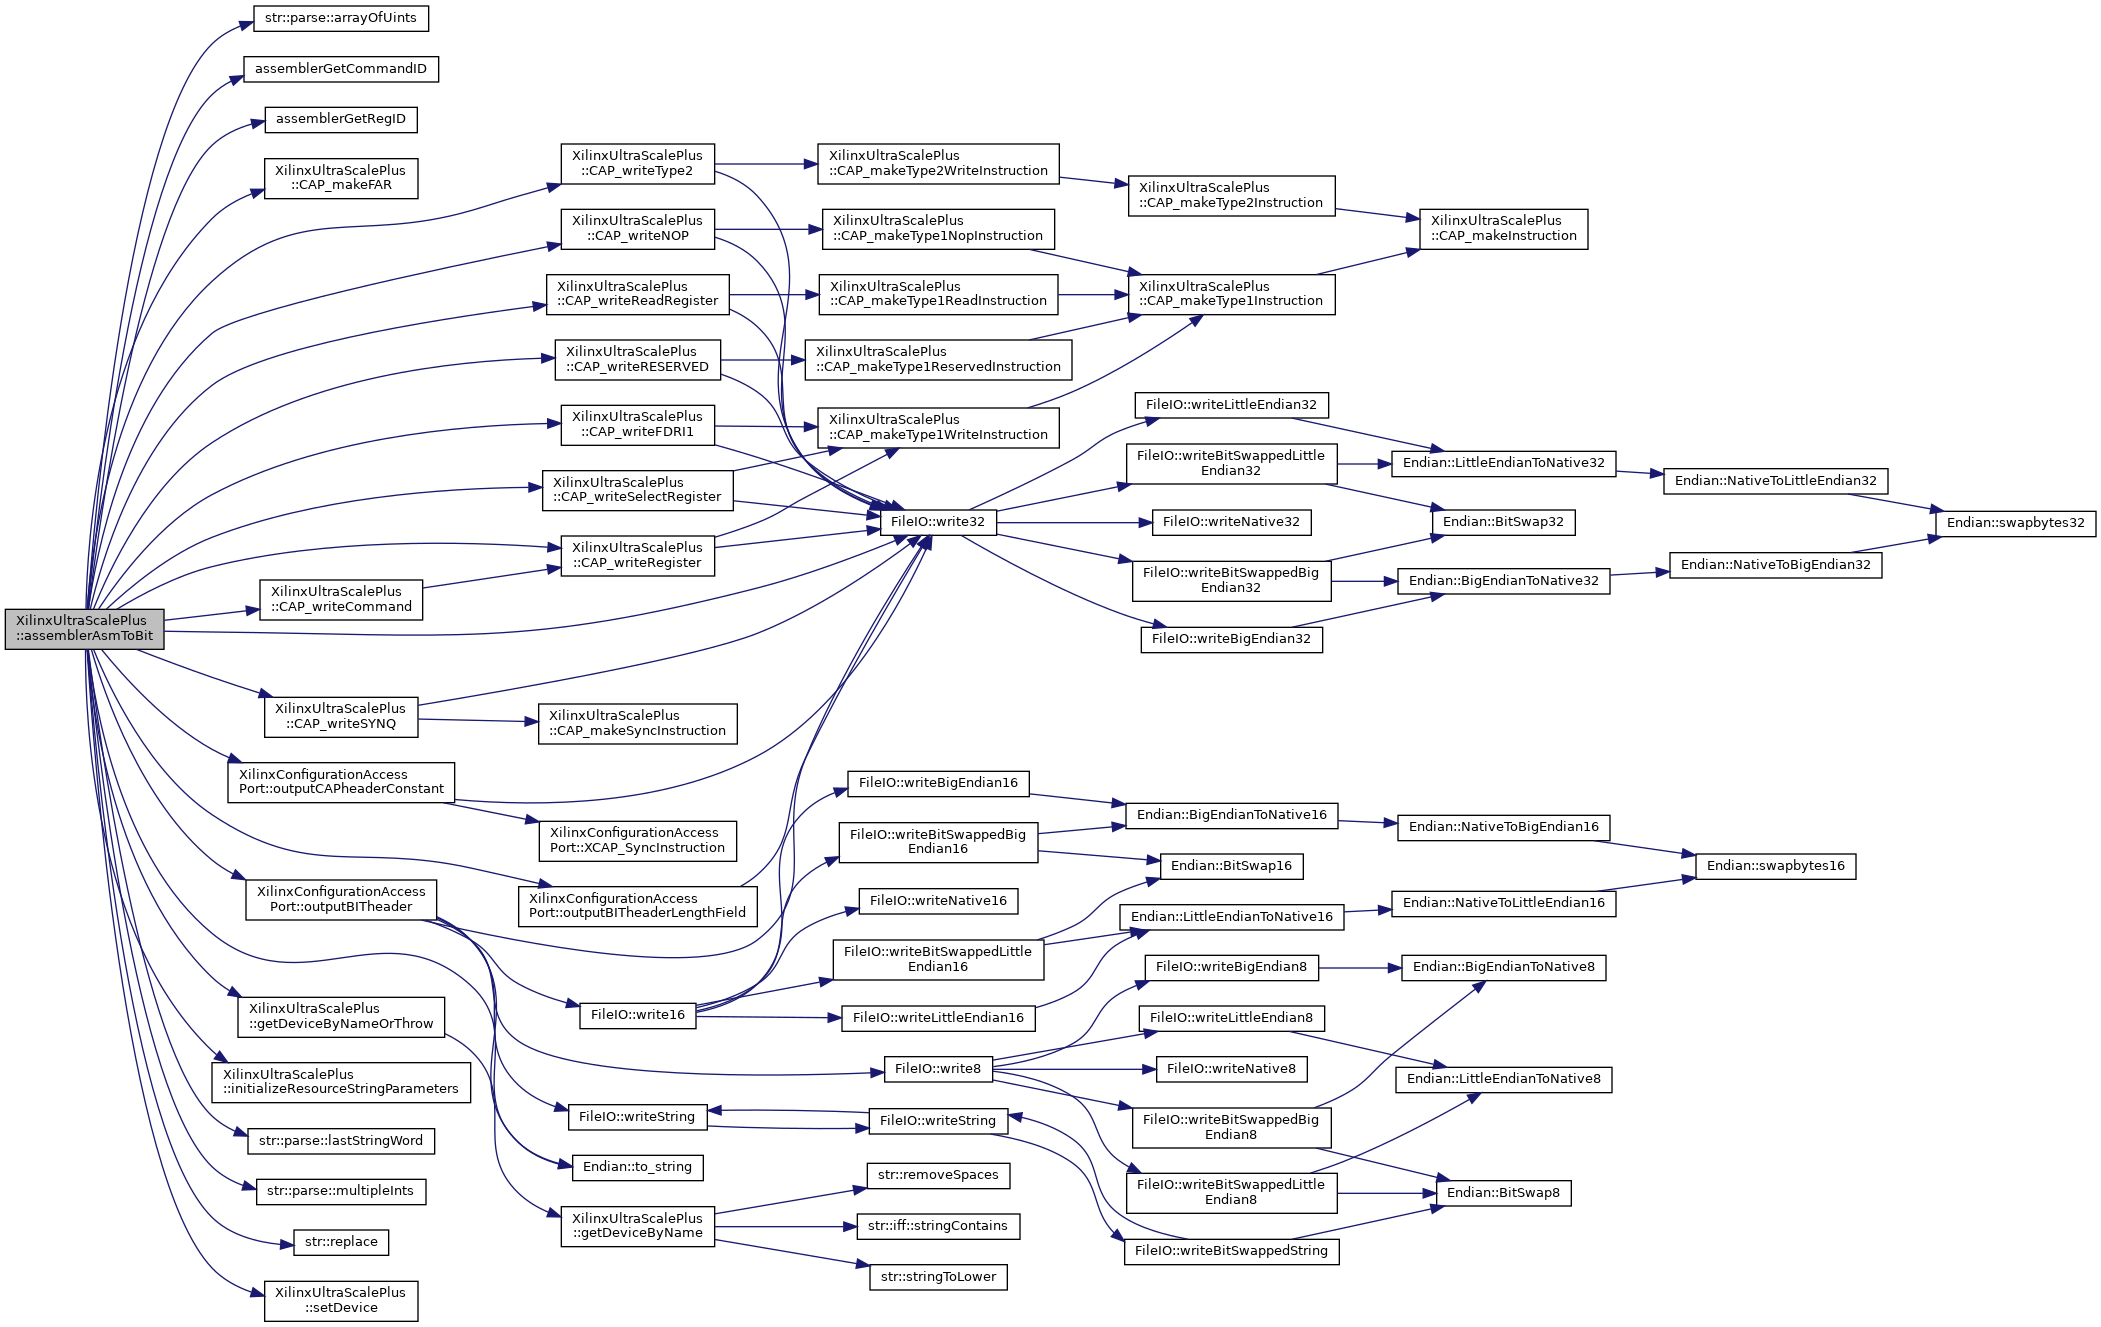 XilinxUltraScalePlus
::assemblerAsmToBit
str::parse::arrayOfUints
assemblerGetCommandID
assemblerGetRegID
XilinxUltraScalePlus
::CAP_makeFAR
XilinxUltraScalePlus
::CAP_writeCommand
XilinxUltraScalePlus
::CAP_writeSYNQ
XilinxConfigurationAccess
Port::outputCAPheaderConstant
XilinxConfigurationAccess
Port::outputBITheader
XilinxUltraScalePlus
::getDeviceByNameOrThrow
XilinxUltraScalePlus
::initializeResourceStringParameters
str::parse::lastStringWord
str::parse::multipleInts
str::replace
XilinxUltraScalePlus
::setDevice
XilinxUltraScalePlus
::CAP_writeType2
XilinxUltraScalePlus
::CAP_writeNOP
XilinxUltraScalePlus
::CAP_writeReadRegister
XilinxUltraScalePlus
::CAP_writeRESERVED
XilinxUltraScalePlus
::CAP_writeFDRI1
XilinxUltraScalePlus
::CAP_writeSelectRegister
XilinxUltraScalePlus
::CAP_writeRegister
XilinxUltraScalePlus
::CAP_makeSyncInstruction
XilinxConfigurationAccess
Port::XCAP_SyncInstruction
XilinxConfigurationAccess
Port::outputBITheaderLengthField
FileIO::write16
FileIO::writeString
Endian::to_string
XilinxUltraScalePlus
::getDeviceByName
XilinxUltraScalePlus
::CAP_makeType2WriteInstruction
XilinxUltraScalePlus
::CAP_makeType1NopInstruction
XilinxUltraScalePlus
::CAP_makeType1ReadInstruction
XilinxUltraScalePlus
::CAP_makeType1ReservedInstruction
XilinxUltraScalePlus
::CAP_makeType1WriteInstruction
FileIO::write32
FileIO::writeBigEndian16
FileIO::writeBitSwappedBig
Endian16
FileIO::writeNative16
FileIO::writeBitSwappedLittle
Endian16
FileIO::writeLittleEndian16
FileIO::write8
FileIO::writeString
str::removeSpaces
str::iff::stringContains
str::stringToLower
XilinxUltraScalePlus
::CAP_makeType2Instruction
XilinxUltraScalePlus
::CAP_makeType1Instruction
FileIO::writeLittleEndian32
FileIO::writeBitSwappedLittle
Endian32
FileIO::writeNative32
FileIO::writeBitSwappedBig
Endian32
FileIO::writeBigEndian32
Endian::BigEndianToNative16
Endian::BitSwap16
Endian::LittleEndianToNative16
FileIO::writeBigEndian8
FileIO::writeLittleEndian8
FileIO::writeNative8
FileIO::writeBitSwappedBig
Endian8
FileIO::writeBitSwappedLittle
Endian8
FileIO::writeBitSwappedString
XilinxUltraScalePlus
::CAP_makeInstruction
Endian::LittleEndianToNative32
Endian::BitSwap32
Endian::BigEndianToNative32
Endian::NativeToBigEndian16
Endian::NativeToLittleEndian16
Endian::BigEndianToNative8
Endian::LittleEndianToNative8
Endian::BitSwap8
Endian::NativeToLittleEndian32
Endian::NativeToBigEndian32
Endian::swapbytes16
Endian::swapbytes32